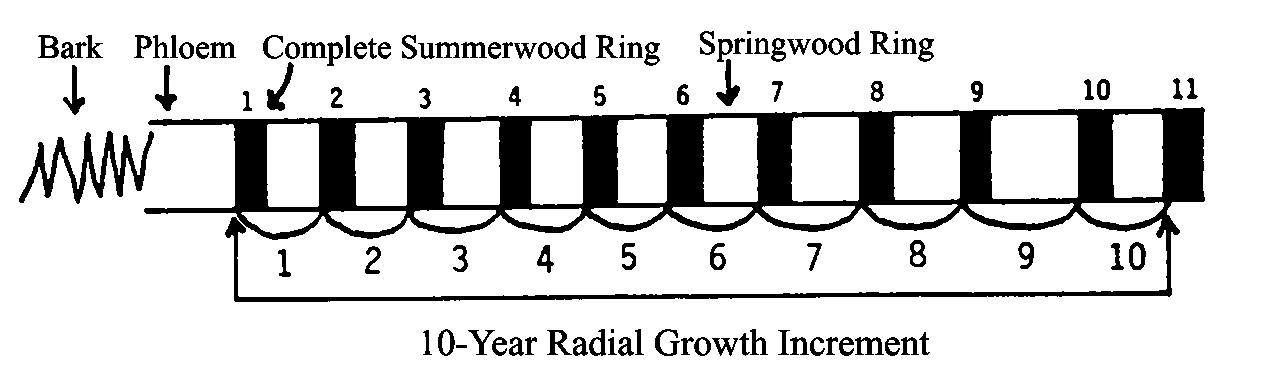 Bark Phloem Complete Summerwood Ring Springwood Ring
1 2 3 4 5 6 7 8 9 10 11
1 2 3 4 5 6 7 8 9 10
10-Year Radial Growth Increment